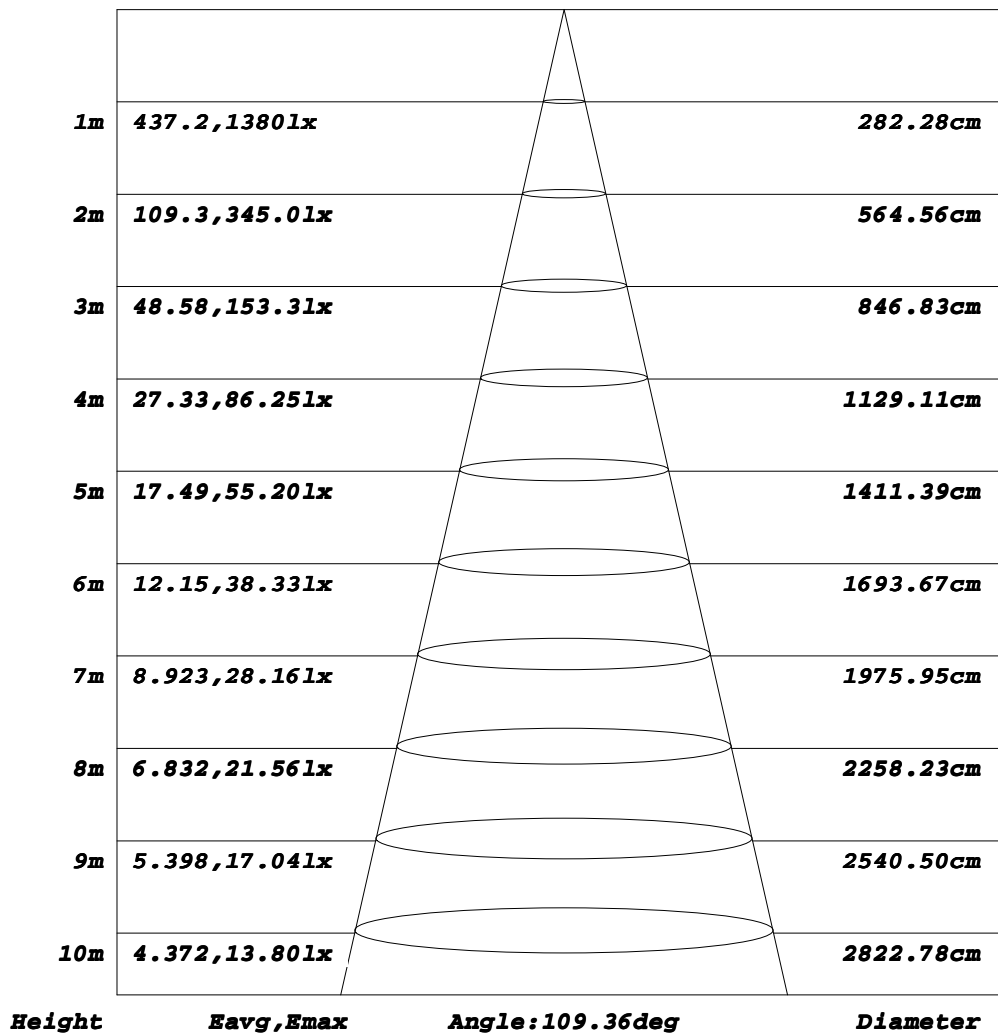 1m 437.2,1380lx 282.28cm
2m 109.3,345.0lx 564.56cm
3m 48.58,153.3lx 846.83cm
4m 27.33,86.25lx 1129.11cm
5m 17.49,55.20lx 1411.39cm
6m 12.15,38.33lx 1693.67cm
7m 8.923,28.16lx 1975.95cm
8m 6.832,21.56lx 2258.23cm
9m 5.398,17.04lx 2540.50cm
10m 4.372,13.80lx 2822.78cm
Height Eavg,Emax Angle:109.36deg Diameter